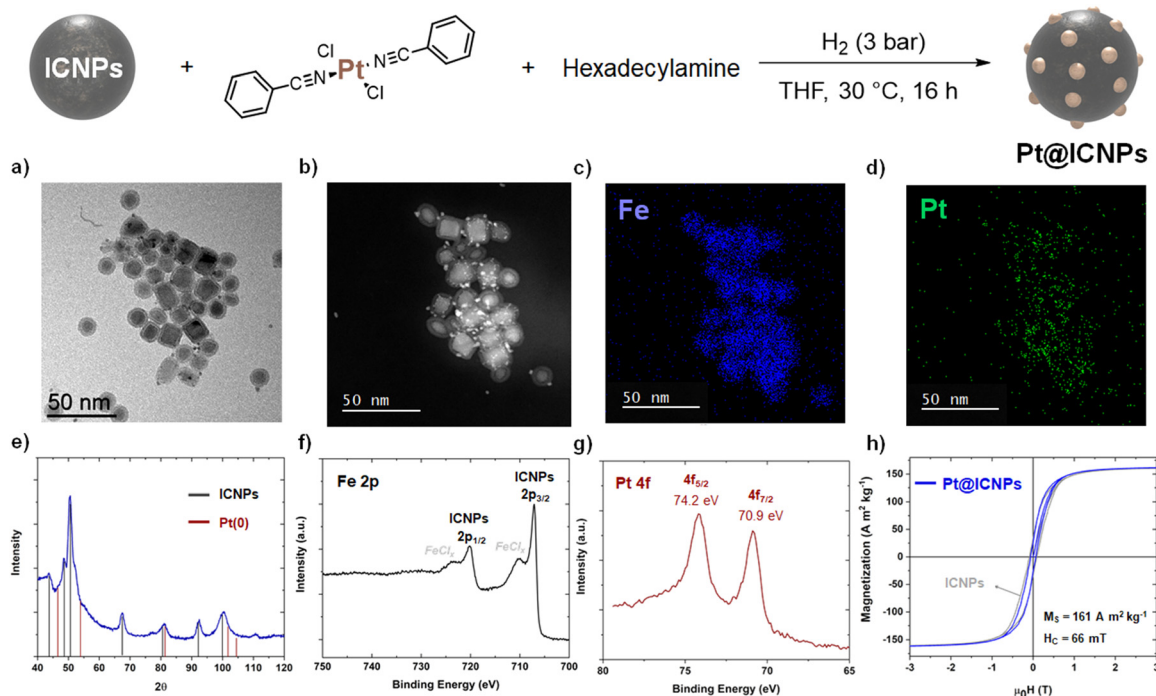 ICNPs
+
Cl
N≡C
C≡N
Pt
Cl
+
Hexadecylamine
H₂ (3 bar)
THF, 30 °C, 16 h
Pt@ICNPs
a)
50 nm
b)
50 nm
c)
Fe
50 nm
d)
Pt
50 nm
e)
Intensity
ICNPs
Pt(0)
40 50 60 70 80 90 100 110 120
2θ
f)
Fe 2p
Intensity (a.u.)
ICNPs
2p₃/₂
ICNPs
2p₁/₂
FeClₓ
FeClₓ
750 740 730 720 710 700
Binding Energy (eV)
g)
Pt 4f
Intensity (a.u.)
4f₅/₂
74.2 eV
4f₇/₂
70.9 eV
80 75 70 65
Binding Energy (eV)
h)
Magnetization (A m² kg⁻¹)
150
100
50
0
-50
-100
-150
Pt@ICNPs
ICNPs
M_S = 161 A m² kg⁻¹
H_C = 66 mT
-3 -2 -1 0 1 2 3
μ₀H (T)